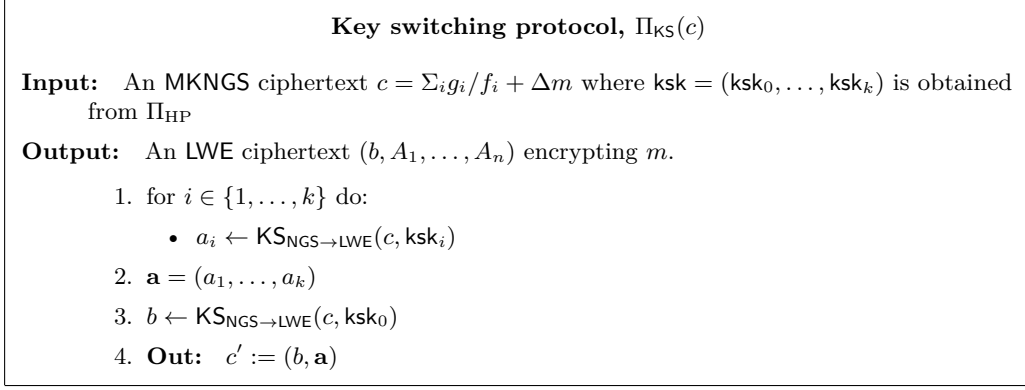 Key switching protocol, Π_KS(c)
Input: An MKNGS ciphertext c = Σ_i g_i/f_i + Δm where ksk = (ksk_0, . . . , ksk_k) is obtained
from Π_HP
Output: An LWE ciphertext (b, A_1, . . . , A_n) encrypting m.
1. for i ∈ {1, . . . , k} do:
• a_i ← KS_NGS→LWE(c, ksk_i)
2. a = (a_1, . . . , a_k)
3. b ← KS_NGS→LWE(c, ksk_0)
4. Out: c′ := (b, a)